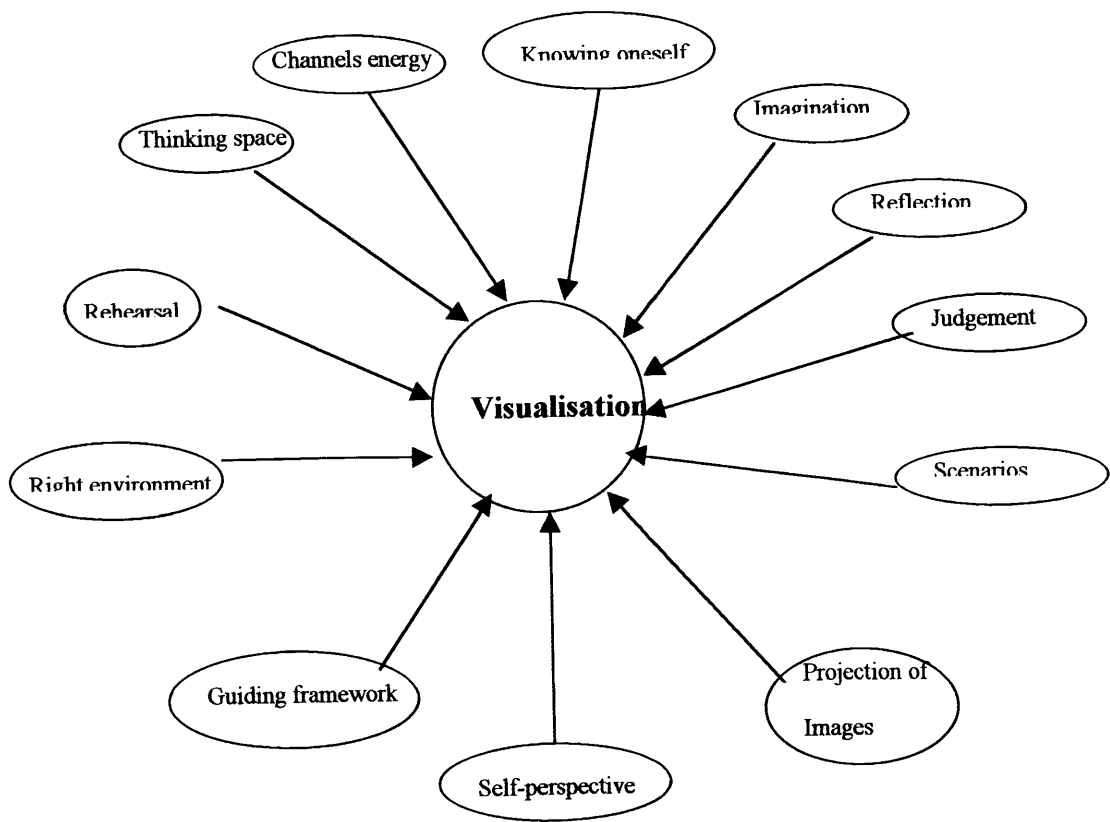 Channels energy
Knowing oneself
Imagination
Thinking space
Reflection
Rehearsal
Judgement
Visualisation
Right environment
Scenarios
Guiding framework
Projection of
Images
Self-perspective